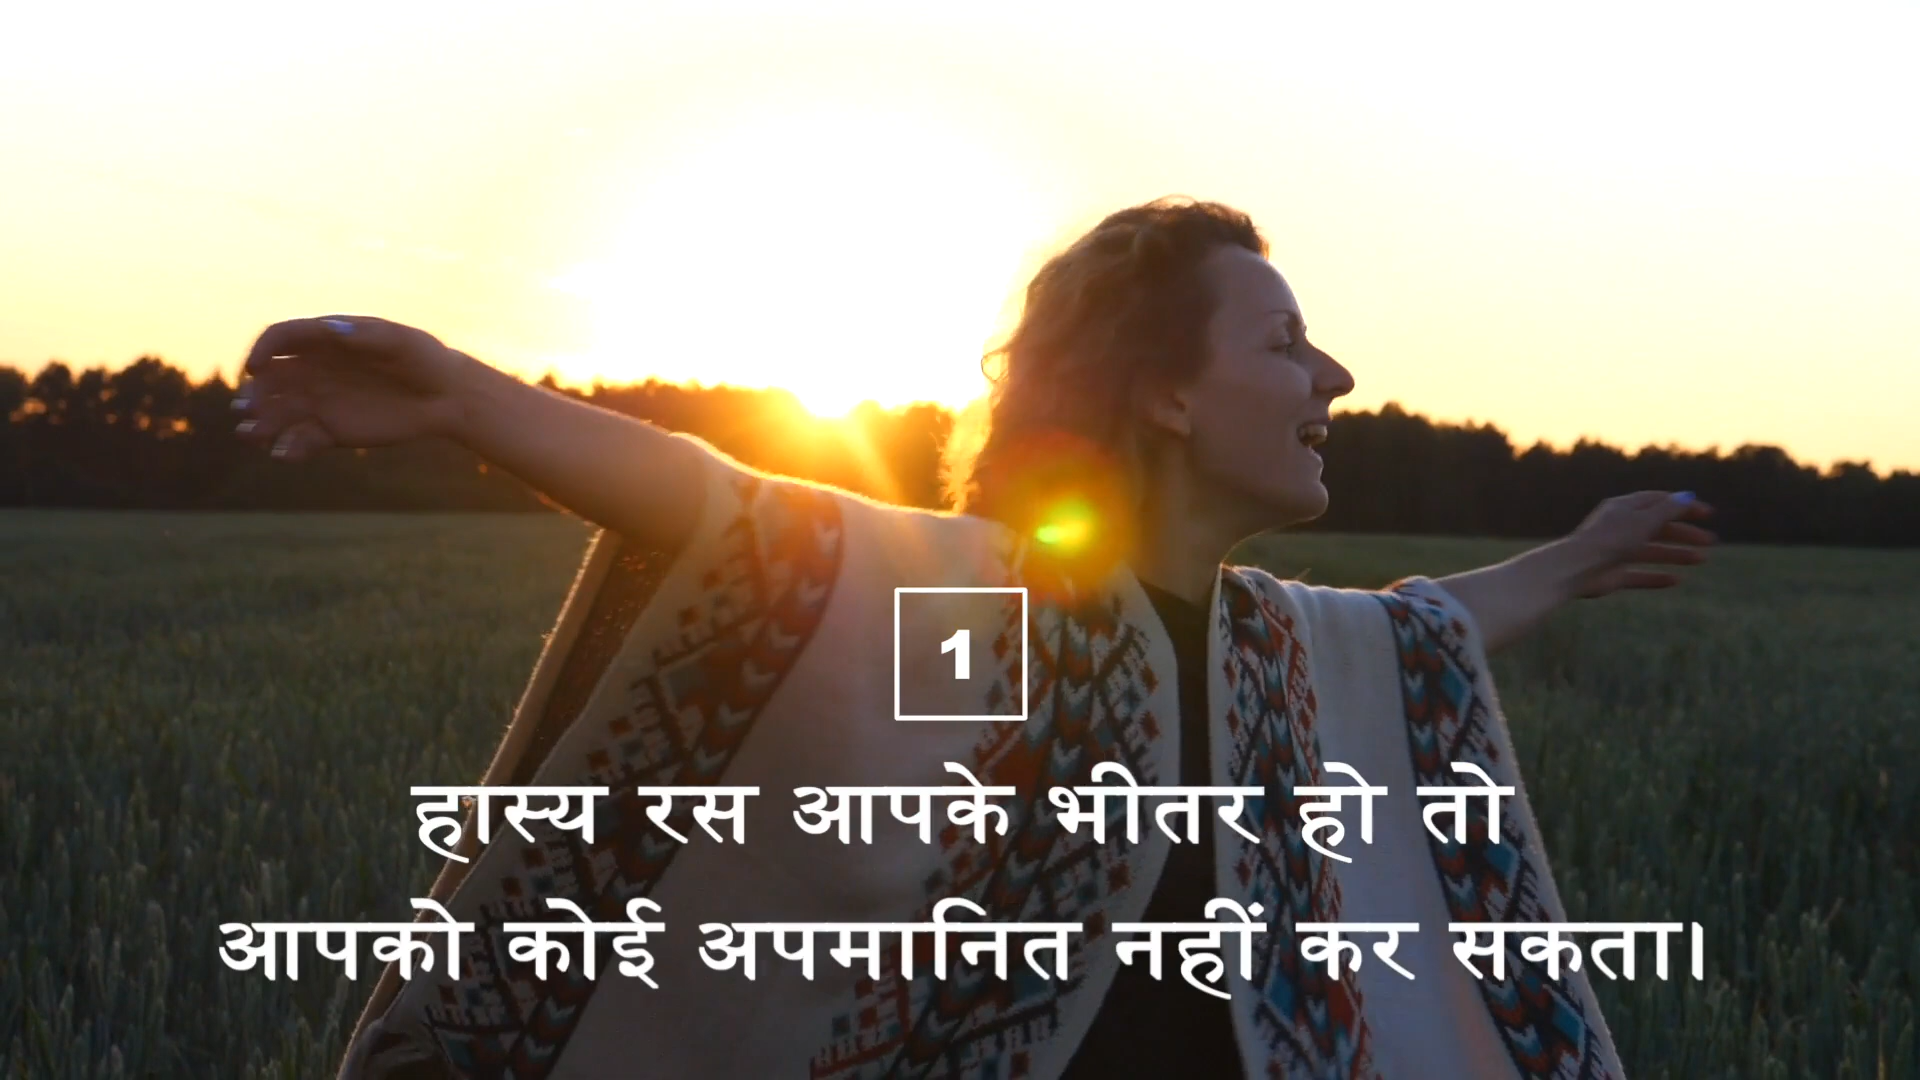 1
हास्य रस आपके भीतर हो तो
आपको कोई अपमानित नहीं कर सकता।